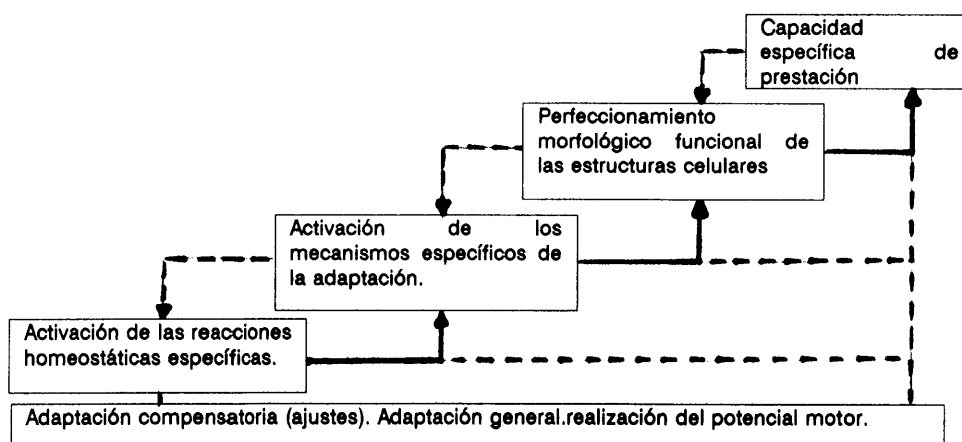 Capacidad
específica de
prestación
Perfeccionamiento
morfológico funcional de
las estructuras celulares
Activación de los
mecanismos específicos de
la adaptación.
Activación de las reacciones
homeostáticas específicas.
Adaptación compensatoria (ajustes). Adaptación general.realización del potencial motor.